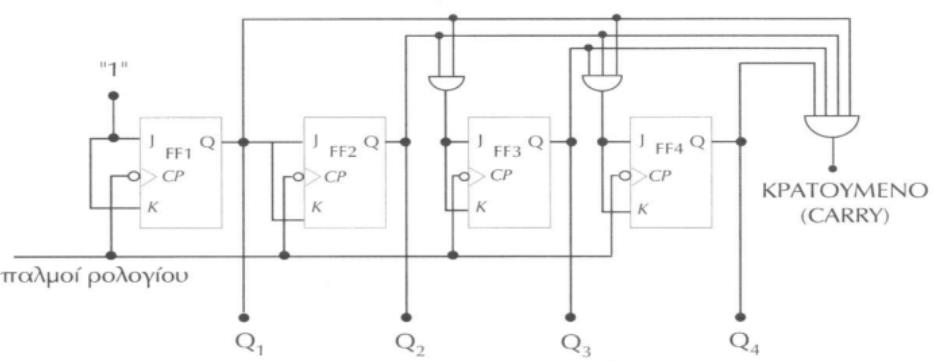 "1"
J FF1 Q
CP
K
J FF2 Q
CP
K
J FF3 Q
CP
K
J FF4 Q
CP
K
ΚΡΑΤΟΥΜΕΝΟ
(CARRY)
παλμοί ρολογίου
Q1
Q2
Q3
Q4